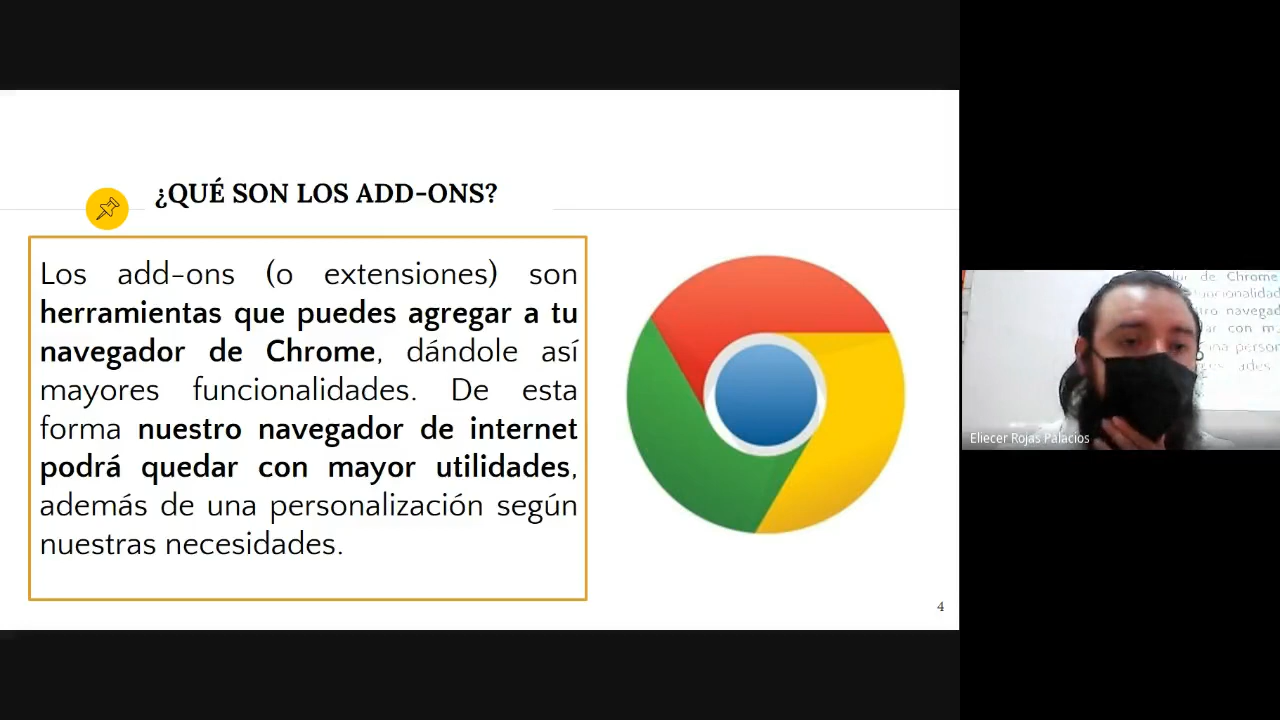 ¿QUÉ SON LOS ADD-ONS?
Los add-ons (o extensiones) son
herramientas que puedes agregar a tu
navegador de Chrome, dándole así
mayores funcionalidades. De esta
forma nuestro navegador de internet
podrá quedar con mayor utilidades,
además de una personalización según
nuestras necesidades.
4
de Chrome
Eliecer Rojas Palacios